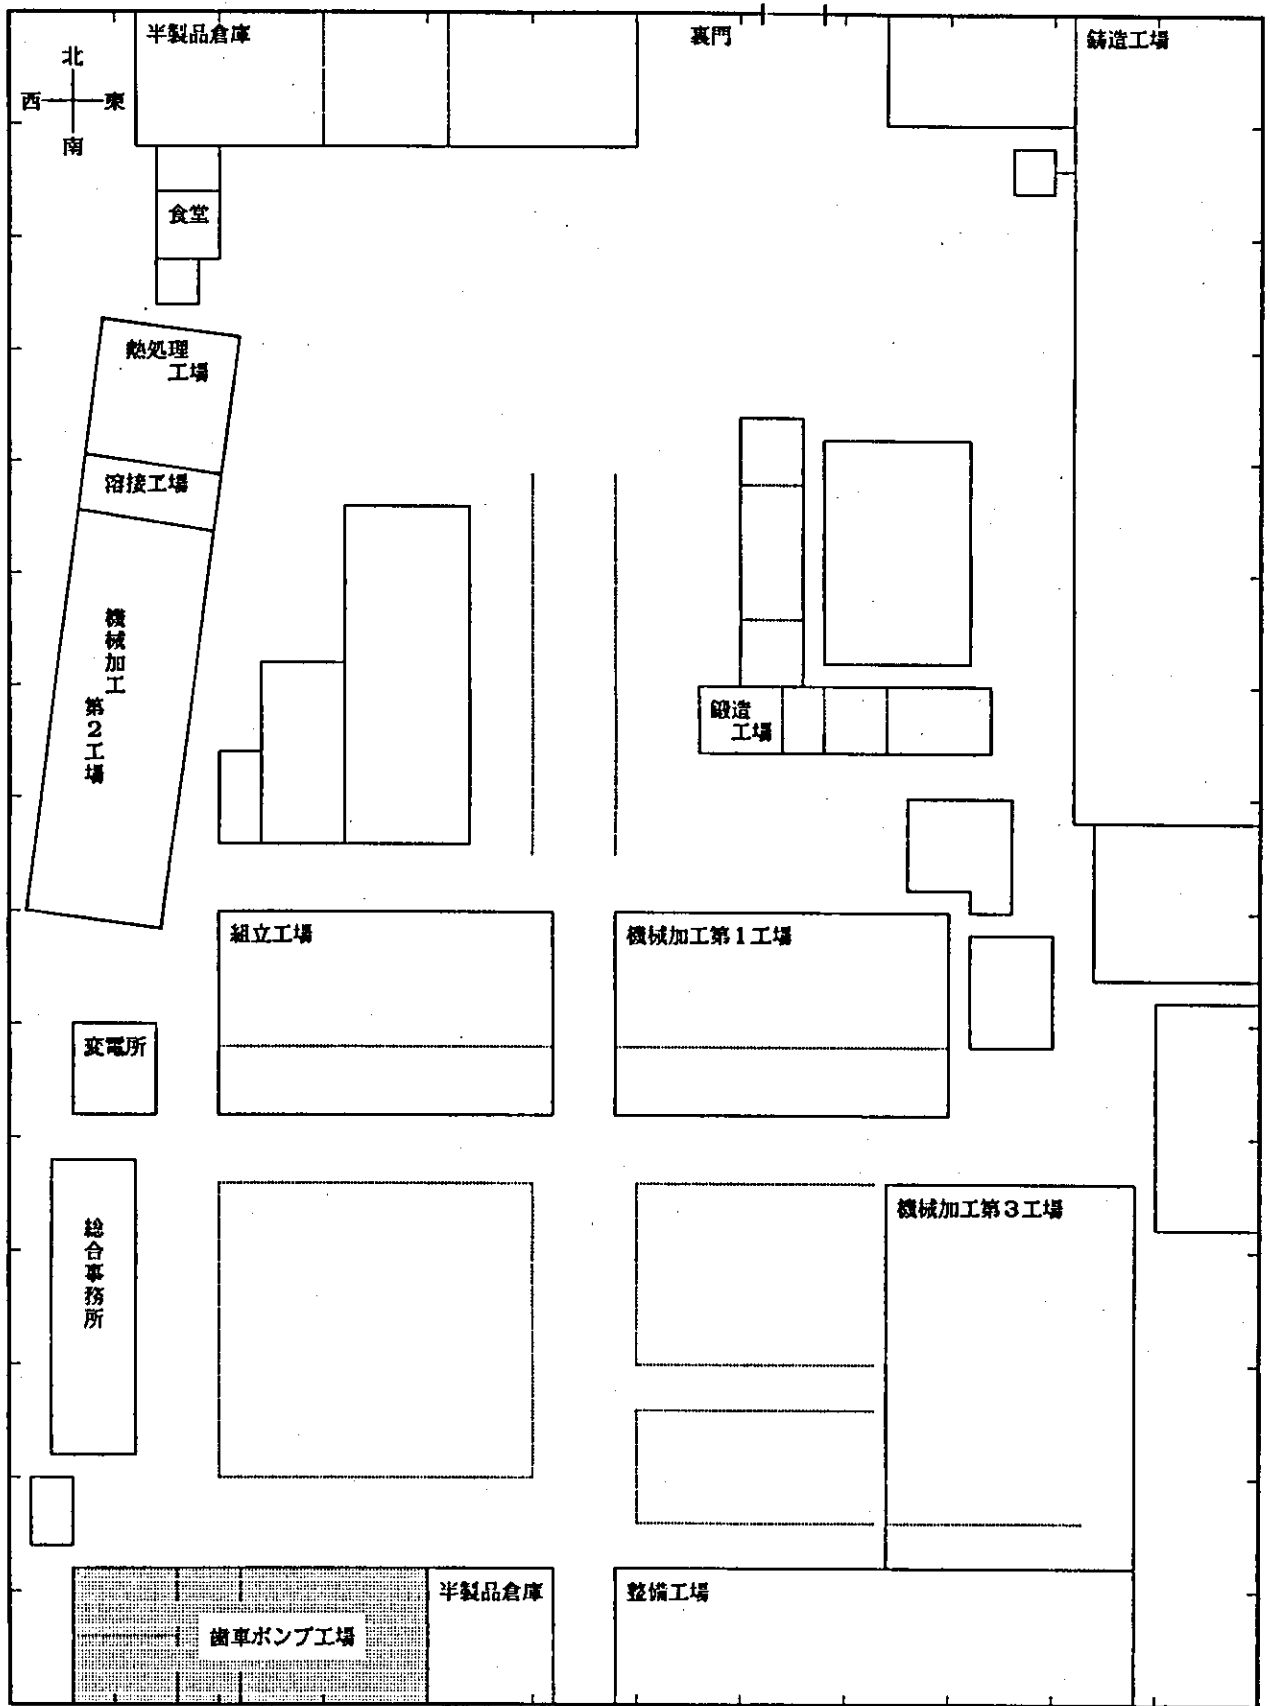 半製品倉庫
裏門
鋳造工場
北
西
東
南
食堂
熱処理
工場
溶接工場
機械加工
第2工場
鍛造
工場
組立工場
機械加工第1工場
変電所
総合事務所
機械加工第3工場
半製品倉庫
整備工場
歯車ポンプ工場